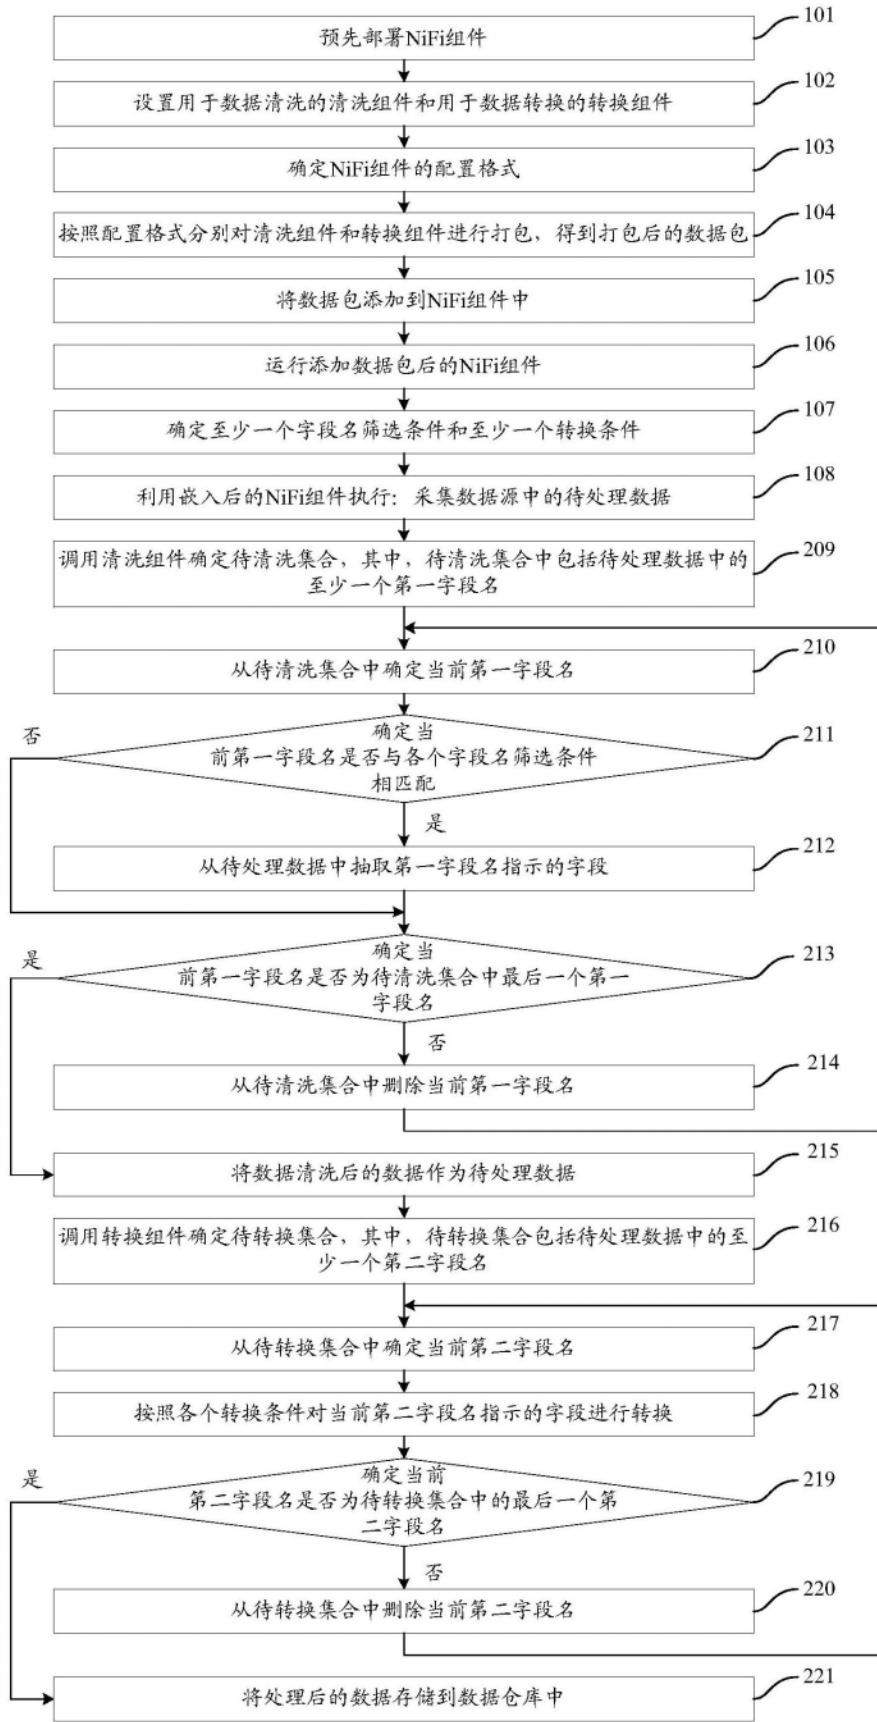 101
预先部署NiFi组件
102
设置用于数据清洗的清洗组件和用于数据转换的转换组件
103
确定NiFi组件的配置格式
104
按照配置格式分别对清洗组件和转换组件进行打包，得到打包后的数据包
105
将数据包添加到NiFi组件中
106
运行添加数据包后的NiFi组件
107
确定至少一个字段名筛选条件和至少一个转换条件
108
利用嵌入后的NiFi组件执行：采集数据源中的待处理数据
209
调用清洗组件确定待清洗集合，其中，待清洗集合中包括待处理数据中的
至少一个第一字段名
210
从待清洗集合中确定当前第一字段名
211
否
确定当
前第一字段名是否与各个字段名筛选条件
相匹配
是
212
从待处理数据中抽取第一字段名指示的字段
213
是
确定当
前第一字段名是否为待清洗集合中最后一个第一
字段名
否
214
从待清洗集合中删除当前第一字段名
215
将数据清洗后的数据作为待处理数据
216
调用转换组件确定待转换集合，其中，待转换集合包括待处理数据中的至
少一个第二字段名
217
从待转换集合中确定当前第二字段名
218
按照各个转换条件对当前第二字段名指示的字段进行转换
219
是
确定当前
第二字段名是否为待转换集合中的最后一个第
二字段名
否
220
从待转换集合中删除当前第二字段名
221
将处理后的数据存储到数据仓库中